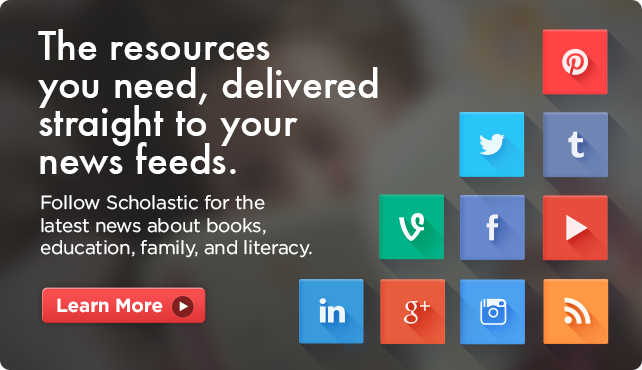 The resources
you need, delivered
straight to your
news feeds.
Follow Scholastic for the
latest news about books,
education, family, and literacy.
Learn More
t
f
in
g+